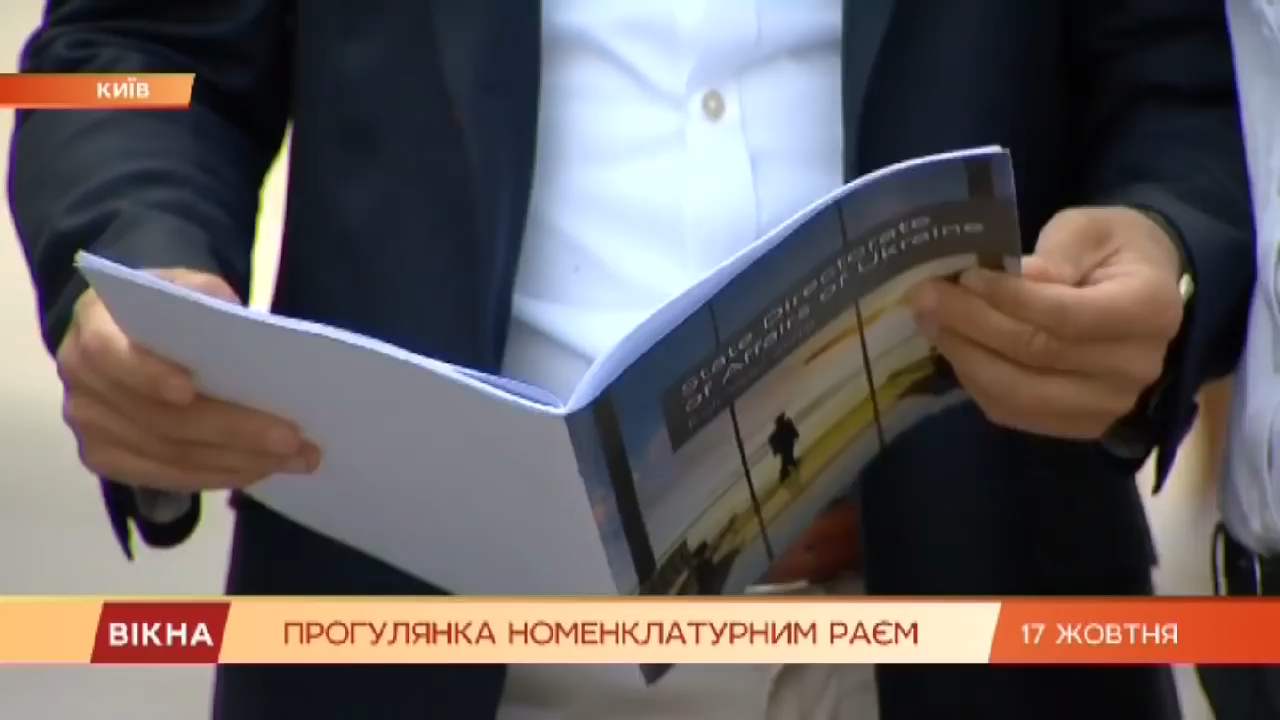 КИЇВ
State Directorate
of Affairs of Ukraine
ВІКНА
ПРОГУЛЯНКА НОМЕНКЛАТУРНИМ РАЄМ
17 ЖОВТНЯ